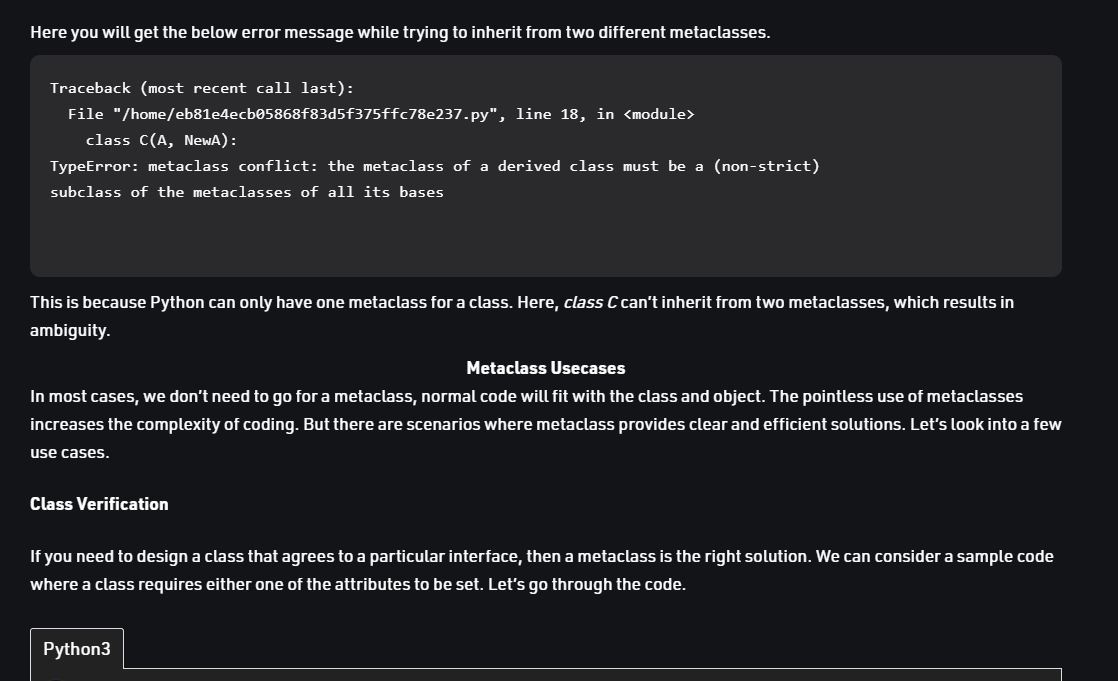 Here you will get the below error message while trying to inherit from two different metaclasses.
Traceback (most recent call last):
  File "/home/eb81e4ecb05868f83d5f375ffc78e237.py", line 18, in <module>
    class C(A, NewA):
TypeError: metaclass conflict: the metaclass of a derived class must be a (non-strict)
subclass of the metaclasses of all its bases
This is because Python can only have one metaclass for a class. Here, class C can’t inherit from two metaclasses, which results in
ambiguity.
Metaclass Usecases
In most cases, we don’t need to go for a metaclass, normal code will fit with the class and object. The pointless use of metaclasses
increases the complexity of coding. But there are scenarios where metaclass provides clear and efficient solutions. Let’s look into a few
use cases.
Class Verification
If you need to design a class that agrees to a particular interface, then a metaclass is the right solution. We can consider a sample code
where a class requires either one of the attributes to be set. Let’s go through the code.
Python3